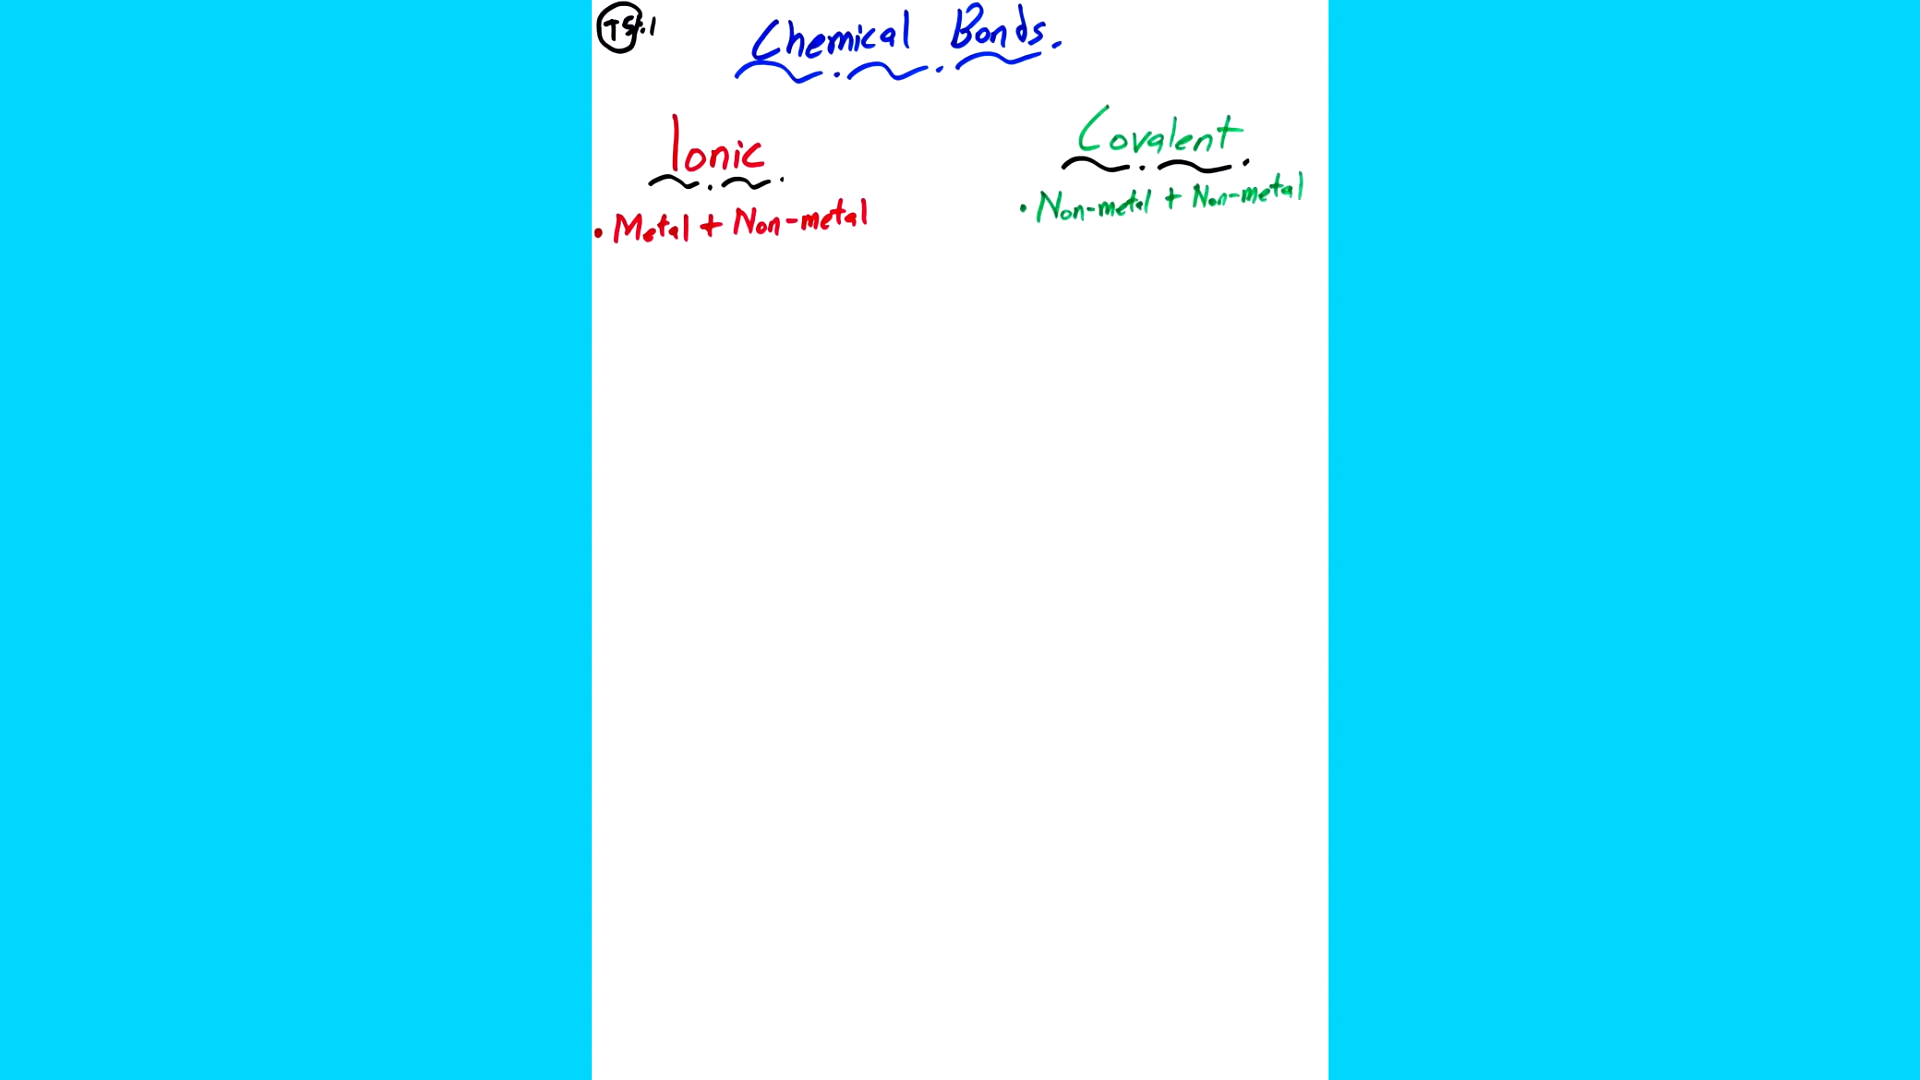 Chemical Bonds.
Ionic
Covalent
• Metal + Non-metal
• Non-metal + Non-metal